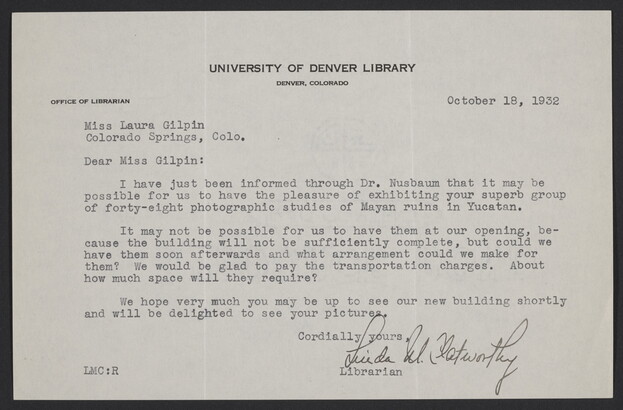 UNIVERSITY OF DENVER LIBRARY
DENVER, COLORADO
OFFICE OF LIBRARIAN
October 18, 1932
Miss Laura Gilpin
Colorado Springs, Colo.
Dear Miss Gilpin:
I have just been informed through Dr. Nusbaum that it may be
possible for us to have the pleasure of exhibiting your superb group
of forty-eight photographic studies of Mayan ruins in Yucatan.
It may not be possible for us to have them at our opening, be-
cause the building will not be sufficiently complete, but could we
have them soon afterwards and what arrangement could we make for
them? We would be glad to pay the transportation charges. About
how much space will they require?
We hope very much you may be up to see our new building shortly
and will be delighted to see your pictures.
Cordially yours,
Librarian
LMC:R